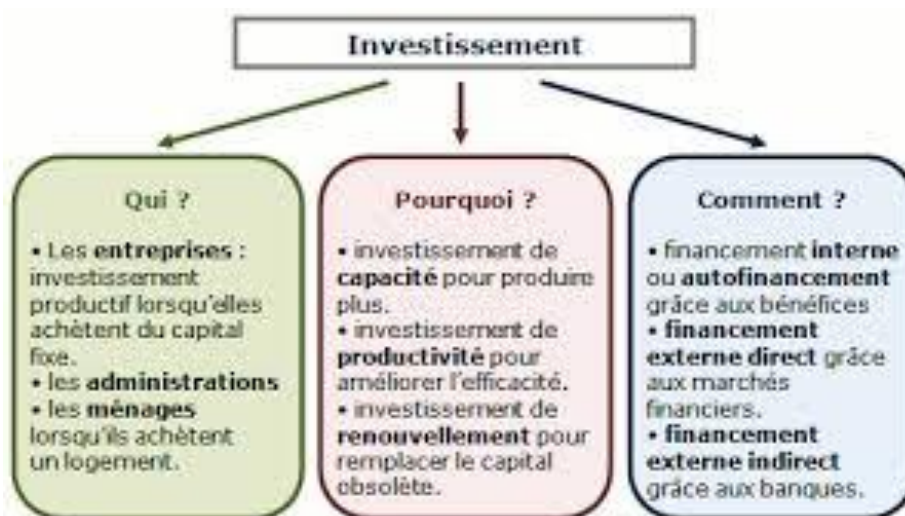 Investissement
Qui ?
• Les entreprises :
investissement
productif lorsqu'elles
achètent du capital
fixe.
• les administrations
• les ménages
lorsqu'ils achètent
un logement.
Pourquoi ?
• investissement de
capacité pour produire
plus.
• investissement de
productivité pour
améliorer l'efficacité.
• investissement de
renouvellement pour
remplacer le capital
obsolète.
Comment ?
• financement interne
ou autofinancement
grâce aux bénéfices
• financement
externe direct grâce
aux marchés
financiers.
• financement
externe indirect
grâce aux banques.